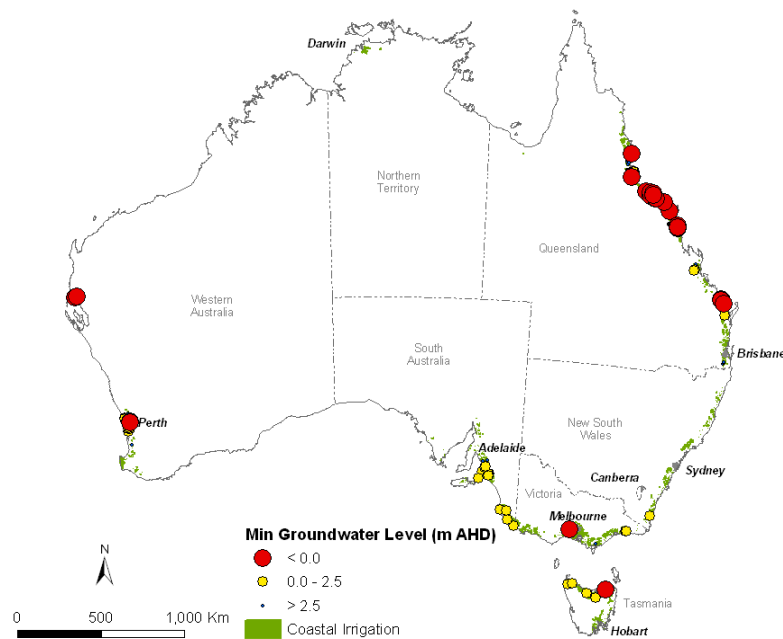 Darwin
Northern
Territory
Queensland
Western
Australia
South
Australia
Brisbane
Perth
New South
Wales
Adelaide
Canberra
Sydney
Victoria
Melbourne
Min Groundwater Level (m AHD)
< 0.0
0.0 - 2.5
> 2.5
Coastal Irrigation
N
0 500 1,000 Km
Tasmania
Hobart